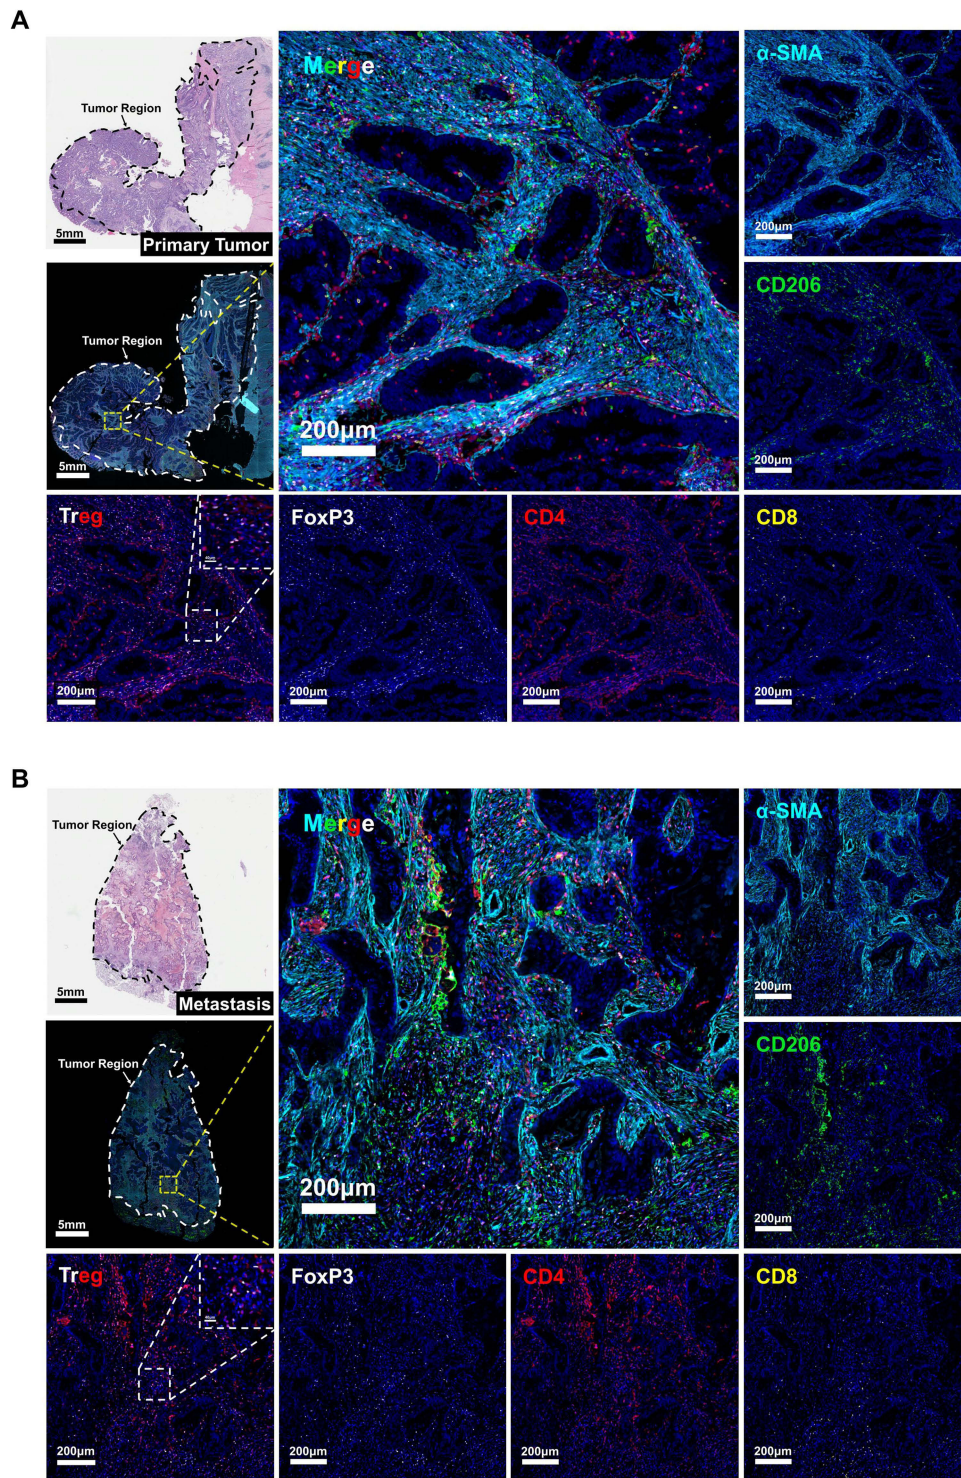 A
Tumor Region
5mm
Primary Tumor
Merge
200μm
α-SMA
200μm
Tumor Region
5mm
CD206
200μm
Treg
200μm
FoxP3
200μm
CD4
200μm
CD8
200μm
B
Tumor Region
5mm
Metastasis
Merge
200μm
α-SMA
200μm
Tumor Region
5mm
CD206
200μm
Treg
200μm
FoxP3
200μm
CD4
200μm
CD8
200μm